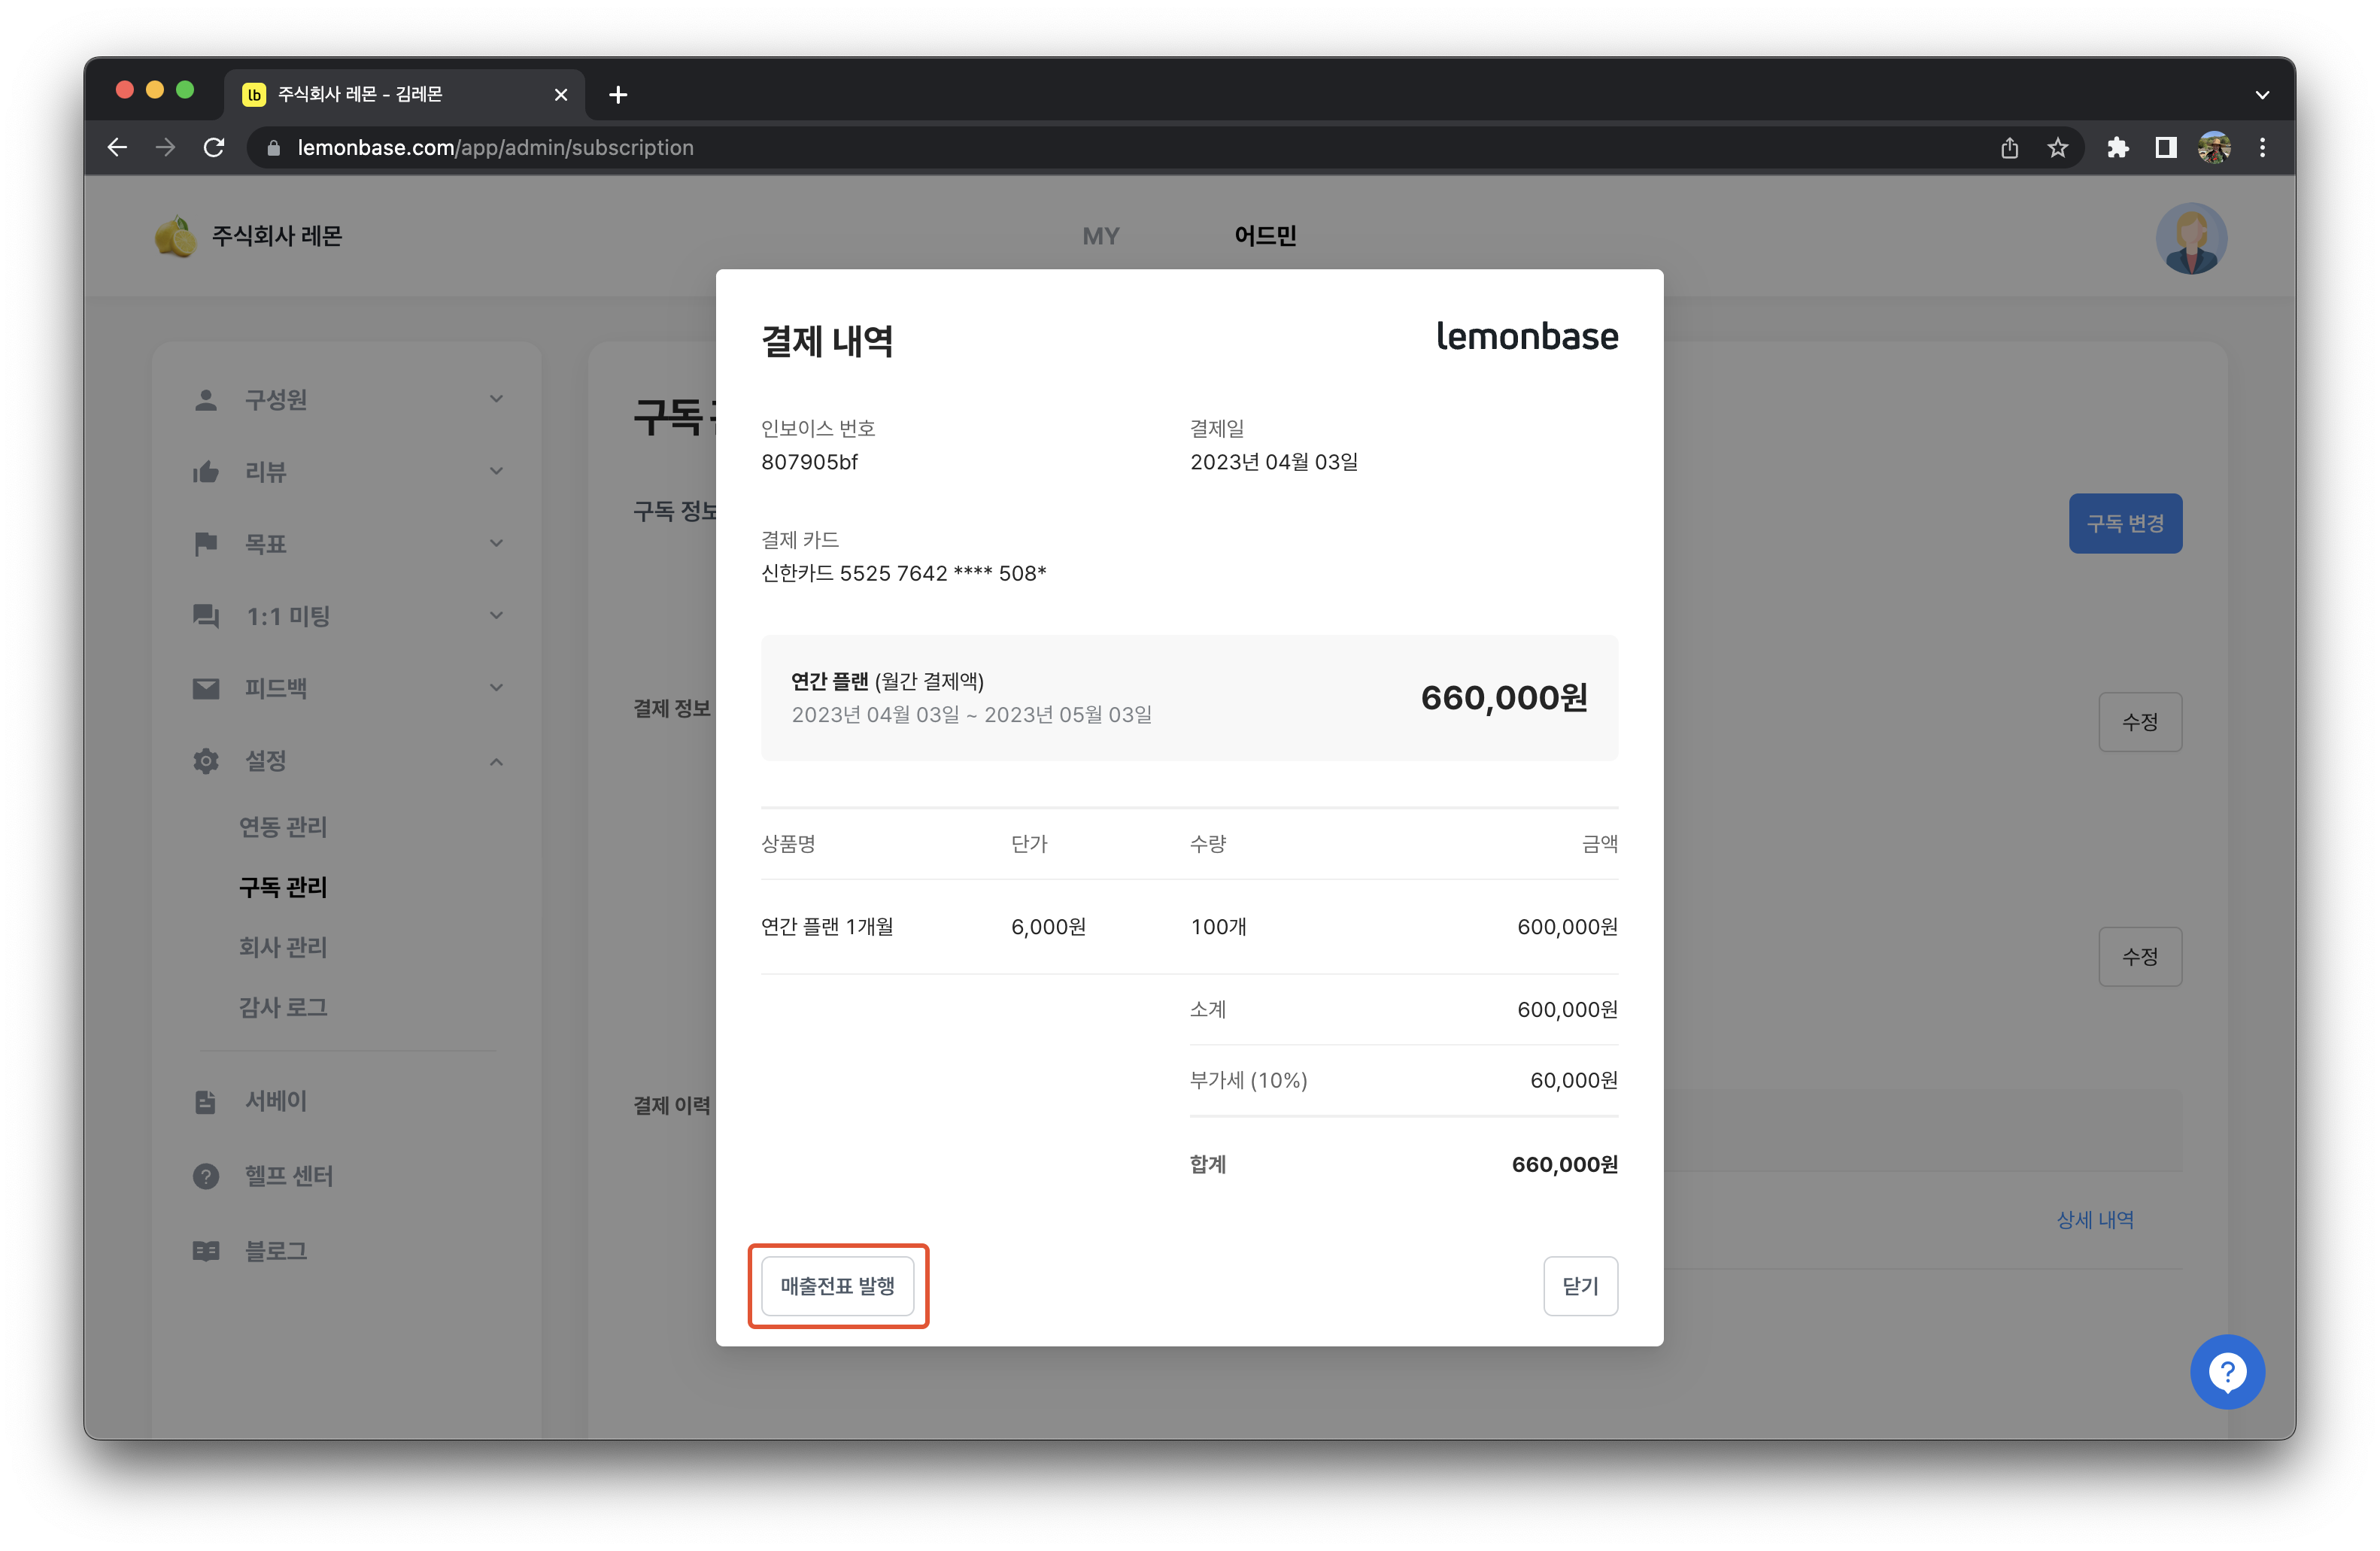 lb 주식회사 레몬 - 김레몬
lemonbase.com/app/admin/subscription
주식회사 레몬
MY
어드민
구성원
리뷰
목표
1:1 미팅
피드백
설정
연동 관리
구독 관리
회사 관리
감사 로그
서베이
헬프 센터
블로그
구독
구독 정보
결제 정보
결제 이력
구독 변경
수정
수정
상세 내역
결제 내역
lemonbase
인보이스 번호
807905bf
결제일
2023년 04월 03일
결제 카드
신한카드 5525 7642 **** 508*
연간 플랜 (월간 결제액)
2023년 04월 03일 ~ 2023년 05월 03일
660,000원
상품명 단가 수량 금액
연간 플랜 1개월 6,000원 100개 600,000원
소계 600,000원
부가세 (10%) 60,000원
합계 660,000원
매출전표 발행
닫기